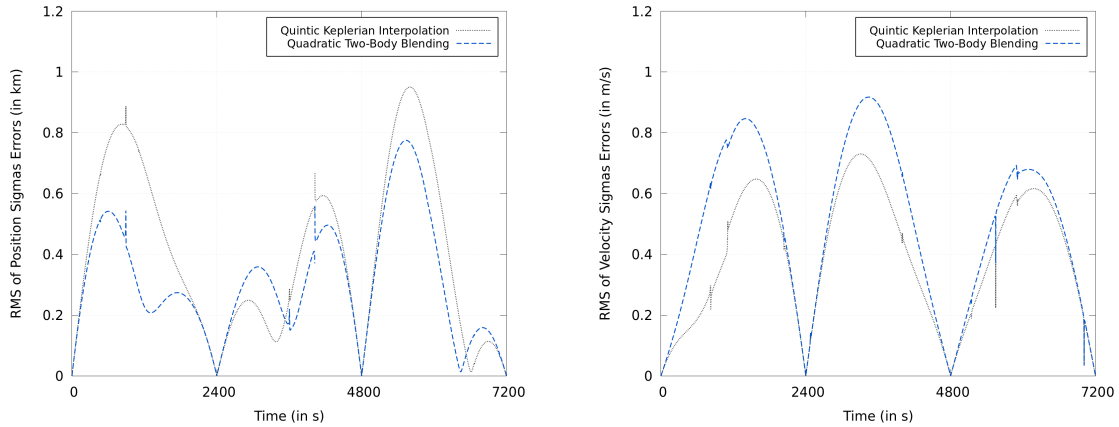 RMS of Position Sigmas Errors (in km)
1.2
1
0.8
0.6
0.4
0.2
0
0
2400
4800
7200
Time (in s)
Quintic Keplerian Interpolation
Quadratic Two-Body Blending
RMS of Velocity Sigmas Errors (in m/s)
1.2
1
0.8
0.6
0.4
0.2
0
0
2400
4800
7200
Time (in s)
Quintic Keplerian Interpolation
Quadratic Two-Body Blending